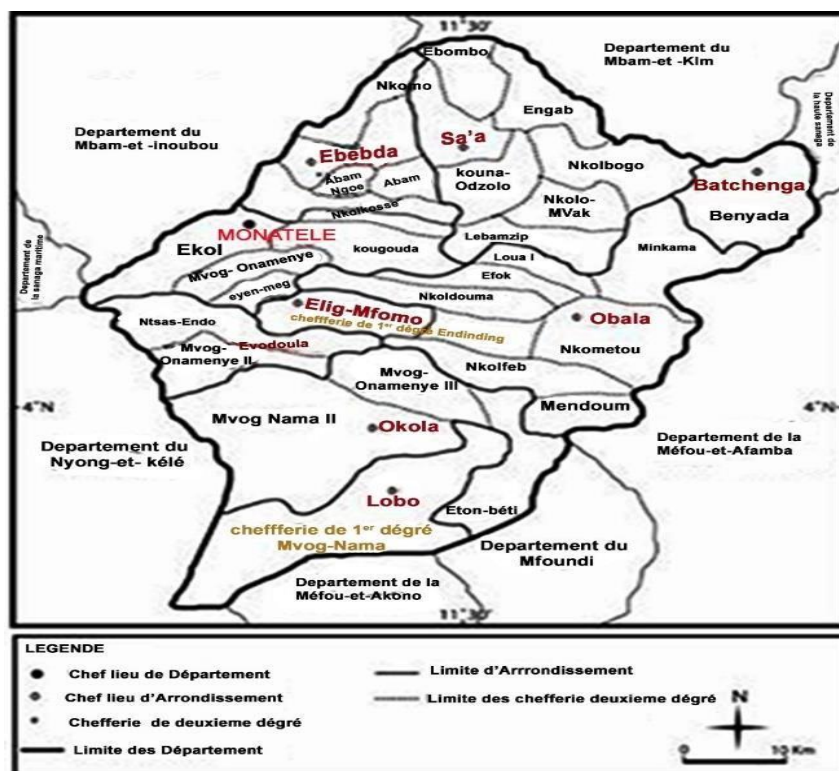 11°30'
Ebombo
Departement du
Mbam-et -Kim
Nkomo
Engab
Departement de
la haute sanaga
Departement du
Mbam-et -inoubou
Sa'a
Ebebda
Nkolbogo
kouna-
Odzolo
Abam
Ngoe
Abam
Batchenga
Nkolo-
MVak
Benyada
Nkolkosse
MONATELE
Ekol
kougouda
Lebamzip
Minkama
Departement de
la sanaga maritime
Mvog- Onamenye
Loua I
Efok
eyen-meg
Nkoldouma
Elig-Mfomo
cheffferie de 1er dégré Endinding
Obala
Ntsas-Endo
Nkometou
Mvog-
Onamenye II
Evodoula
Nkolfeb
Mvog-
Onamenye III
4°N
4°N
Mendoum
Mvog Nama II
Okola
Departement du
Nyong-et- kélé
Departement de la
Méfou-et-Afamba
Lobo
Eton-béti
cheffferie de 1er dégré
Mvog-Nama
Departement du
Mfoundi
Departement de la
Méfou-et-Akono
11°30'
LEGENDE
Chef lieu de Département
Limite d'Arrrondissement
Chef lieu d'Arrondissement
Limite des chefferie deuxieme dégré
Chefferie de deuxieme dégré
N
Limite des Département
0 10 Km